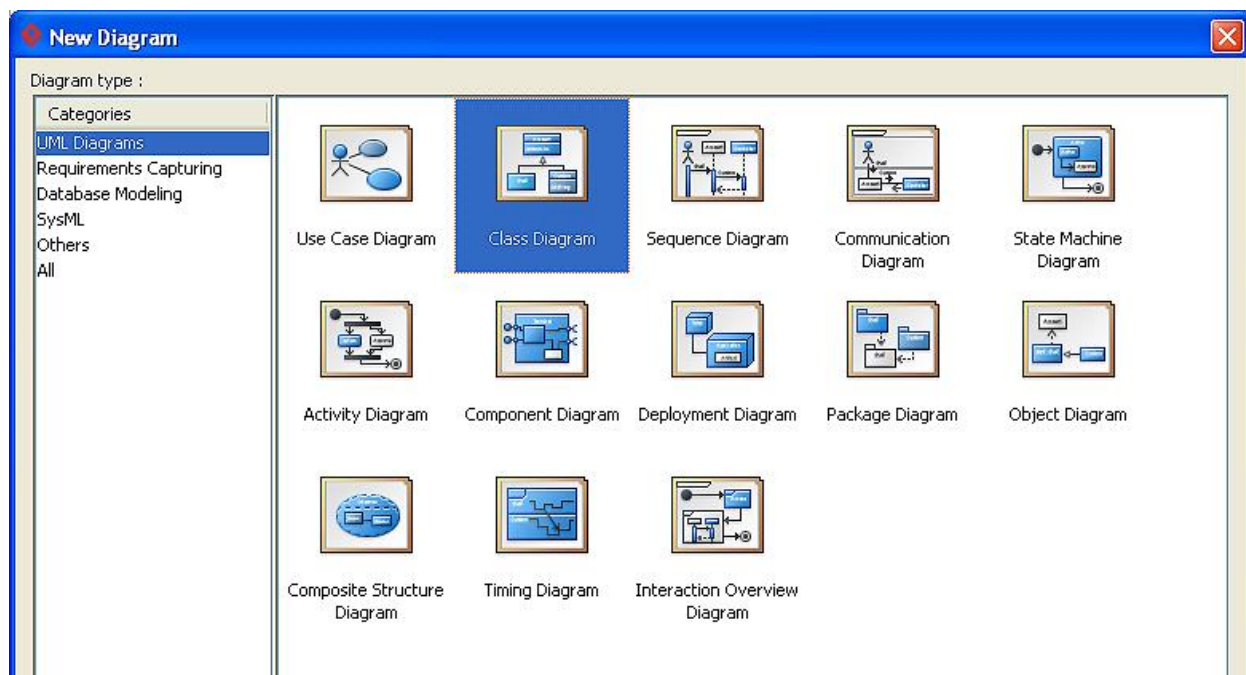 New Diagram
Diagram type :
Categories
UML Diagrams
Requirements Capturing
Database Modeling
SysML
Others
All
Use Case Diagram
Class Diagram
Sequence Diagram
Communication
Diagram
State Machine
Diagram
Activity Diagram
Component Diagram
Deployment Diagram
Package Diagram
Object Diagram
Composite Structure
Diagram
Timing Diagram
Interaction Overview
Diagram